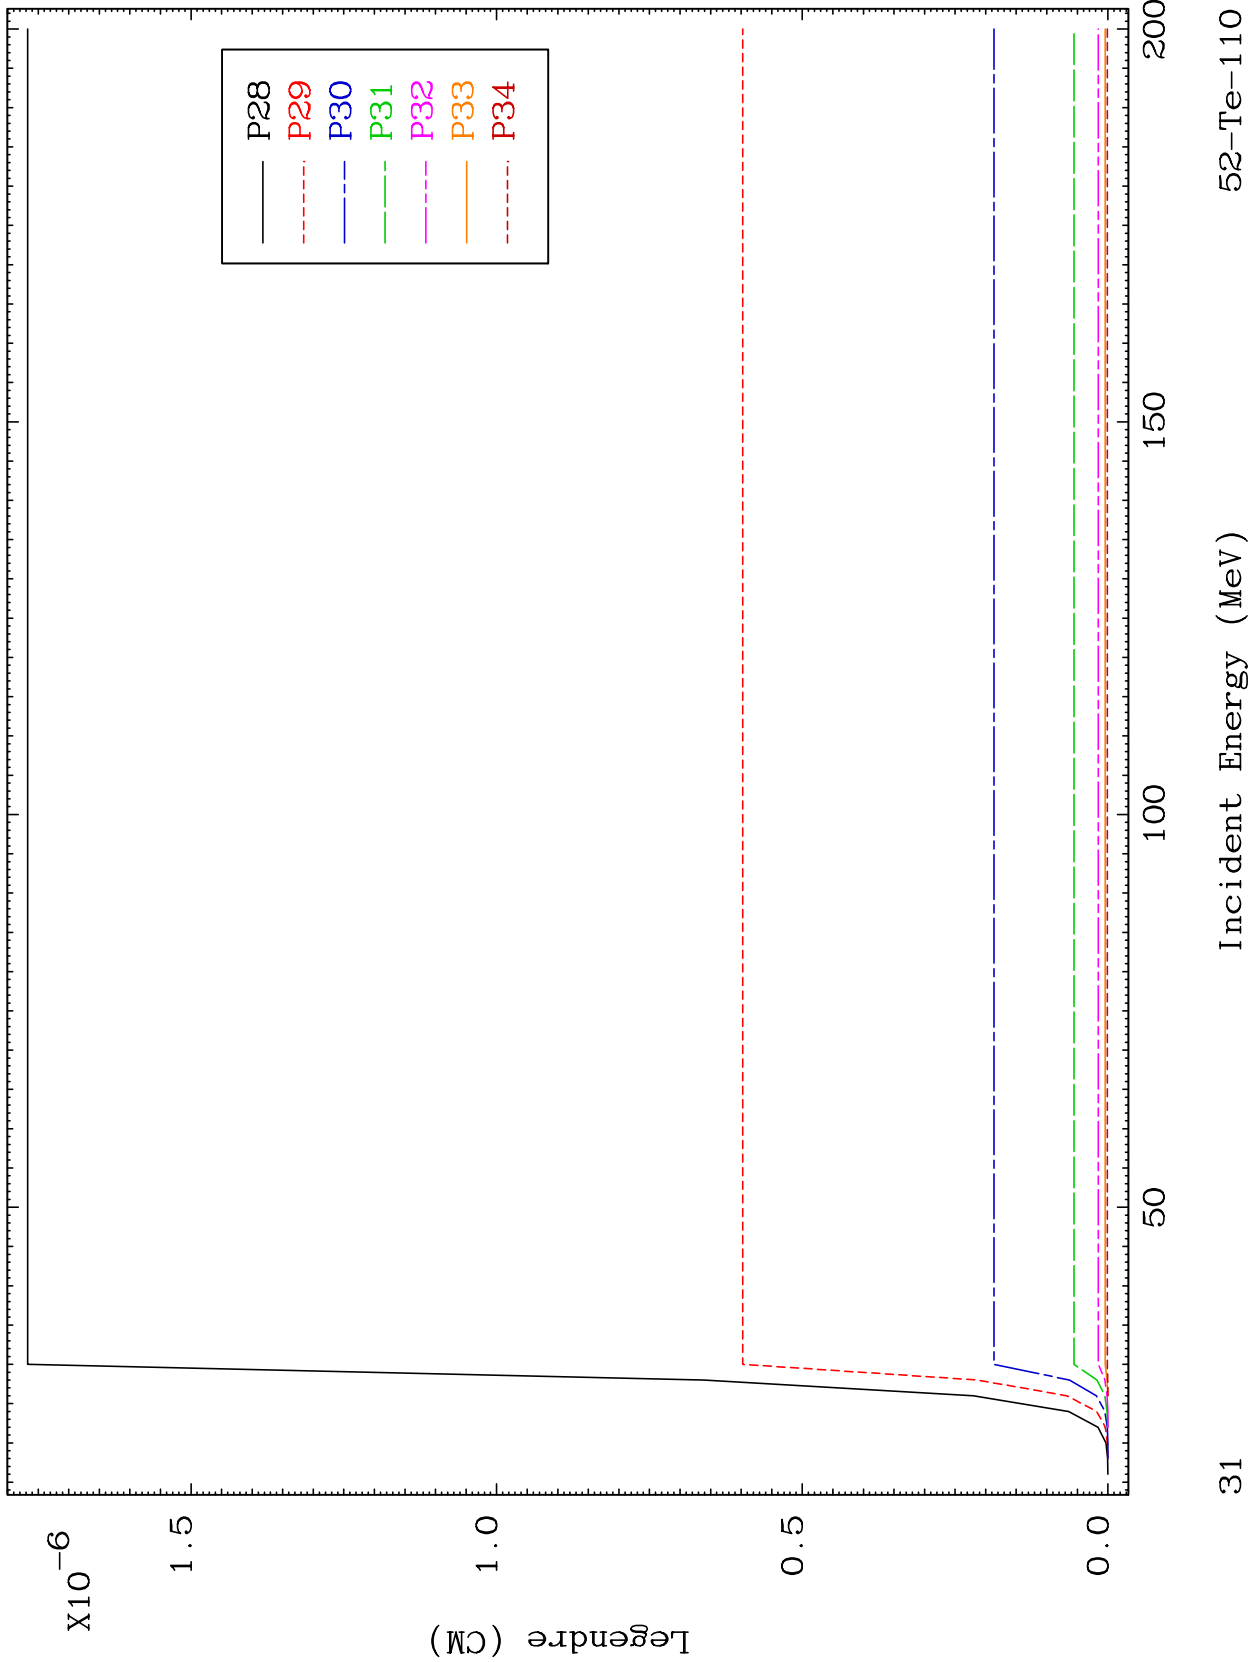 X10-6
1.5
1.0
0.5
0.0
Legendre (CM)
P28
P29
P30
P31
P32
P33
P34
50
100
150
200
Incident Energy (MeV)
31
52-Te-110